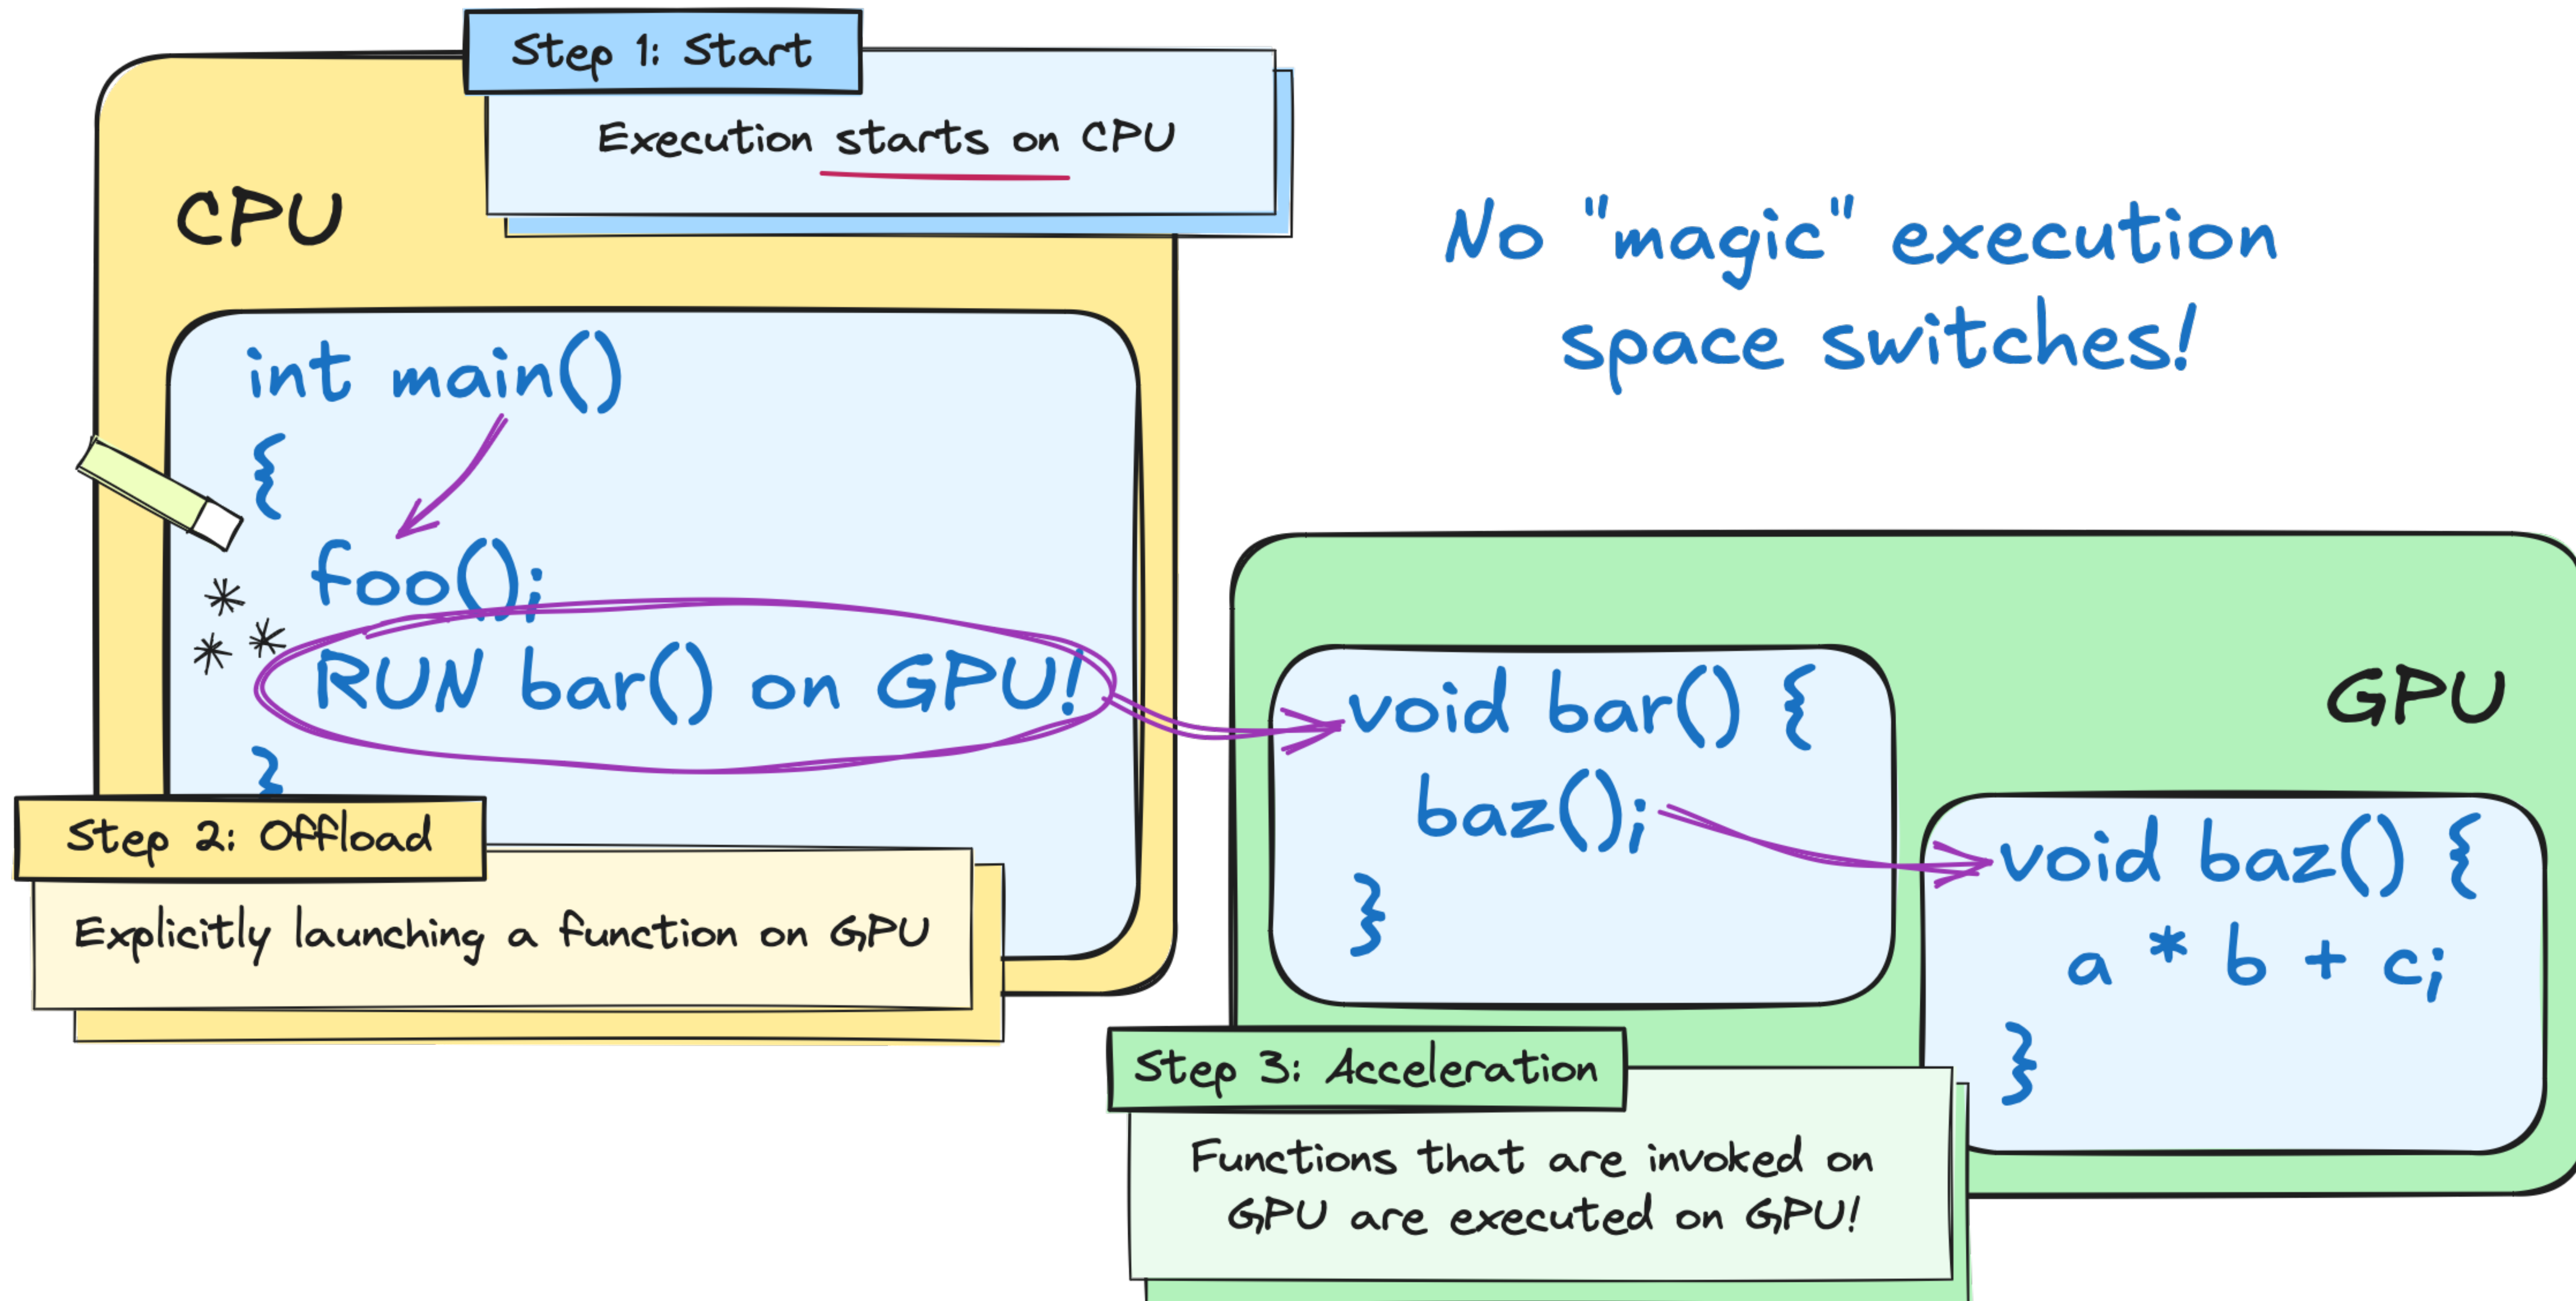 Step 1: Start
Execution starts on CPU
CPU
No "magic" execution
space switches!
int main()
{
foo();
RUN bar() on GPU!
}
Step 2: Offload
Explicitly launching a function on GPU
GPU
void bar() {
baz();
}
void baz() {
a * b + c;
}
Step 3: Acceleration
Functions that are invoked on
GPU are executed on GPU!